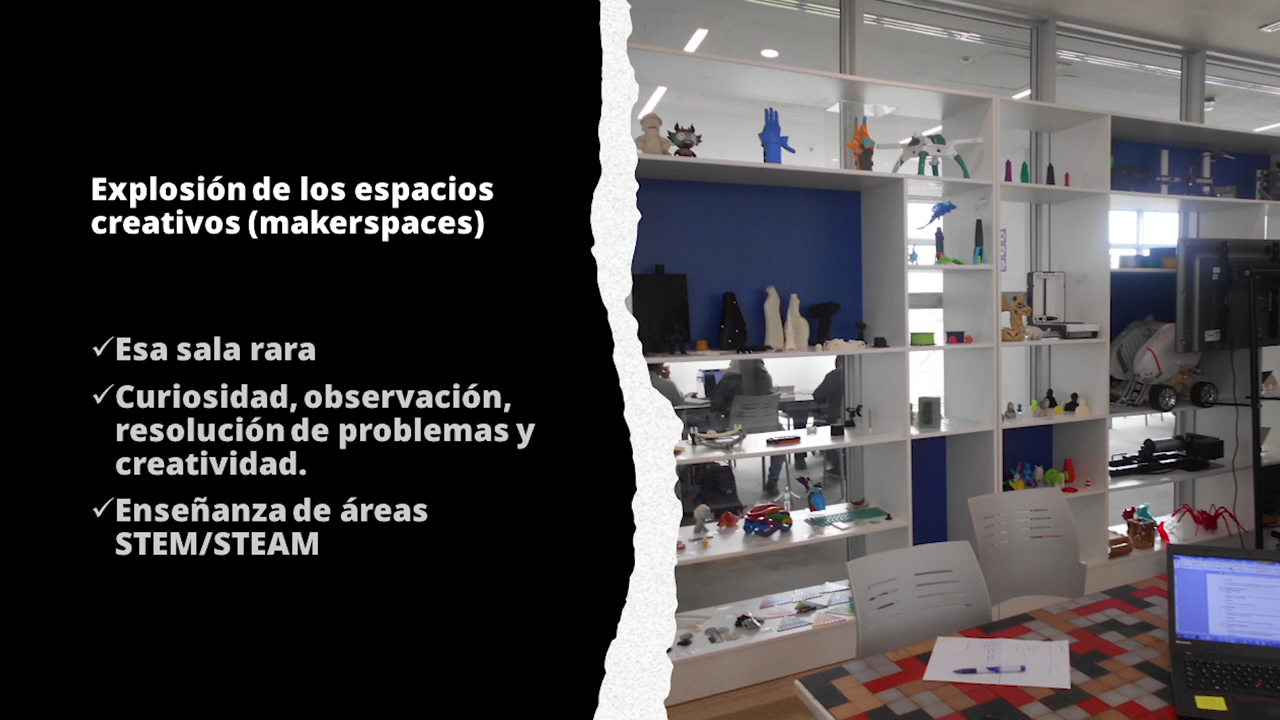 Explosión de los espacios
creativos (makerspaces)
✓Esa sala rara
✓Curiosidad, observación,
resolución de problemas y
creatividad.
✓Enseñanza de áreas
STEM/STEAM